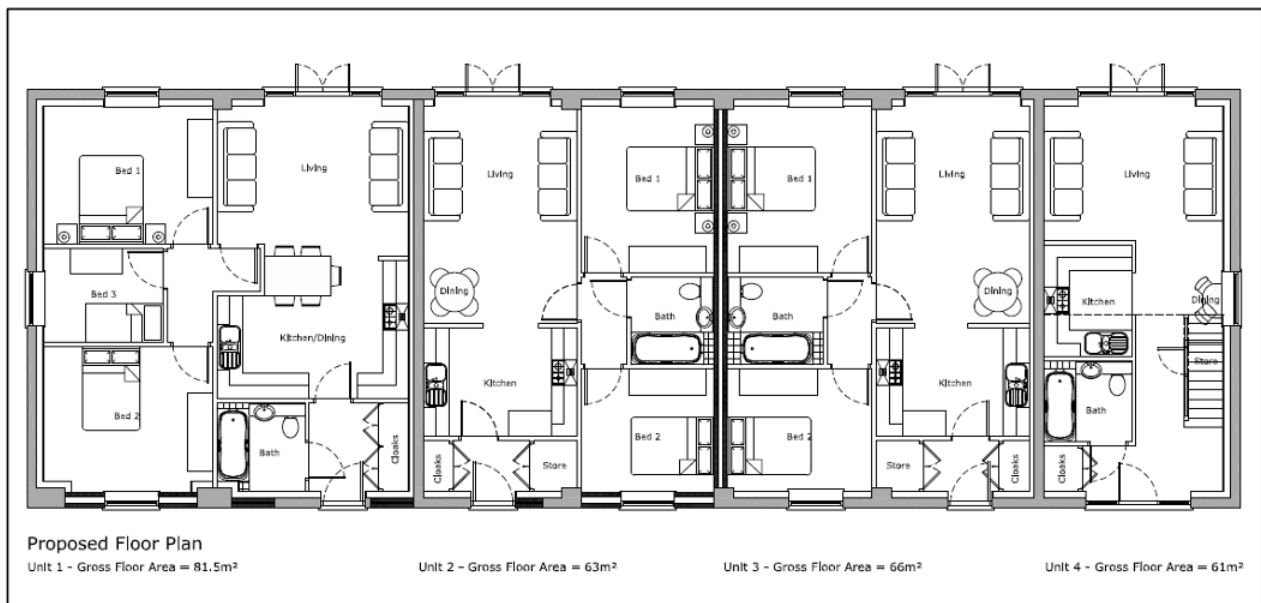 Bed 1
Living
Bed 3
Kitchen/Dining
Bed 2
Bath
Cloaks
Living
Bed 1
Dining
Bath
Kitchen
Bed 2
Cloaks
Store
Bed 1
Living
Dining
Bath
Kitchen
Bed 2
Store
Cloaks
Living
Kitchen
Dining
Store
Bath
Cloaks
Proposed Floor Plan
Unit 1 - Gross Floor Area = 81.5m²
Unit 2 - Gross Floor Area = 63m²
Unit 3 - Gross Floor Area = 66m²
Unit 4 - Gross Floor Area = 61m²